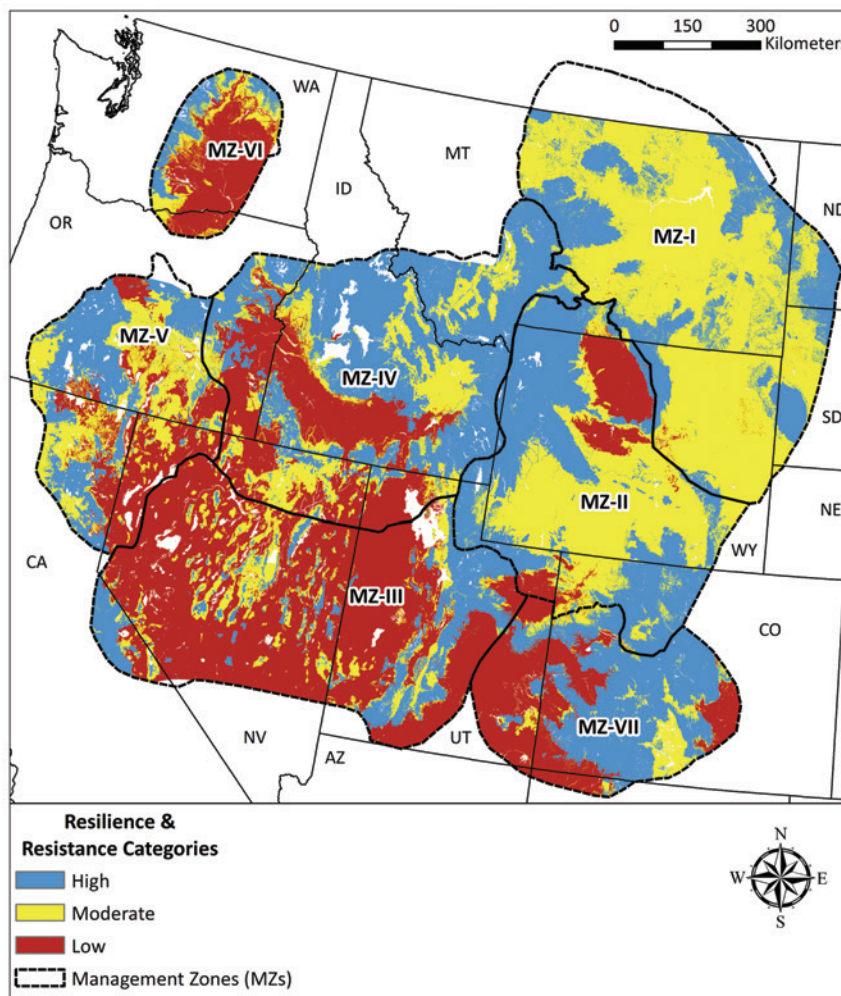 0 150 300
Kilometers
WA
MZ-VI
MT
ID
OR
ND
MZ-I
MZ-V
MZ-IV
SD
MZ-II
NE
WY
CA
MZ-III
CO
MZ-VII
NV
UT
AZ
Resilience &
Resistance Categories
High
Moderate
Low
Management Zones (MZs)
N
W E
S